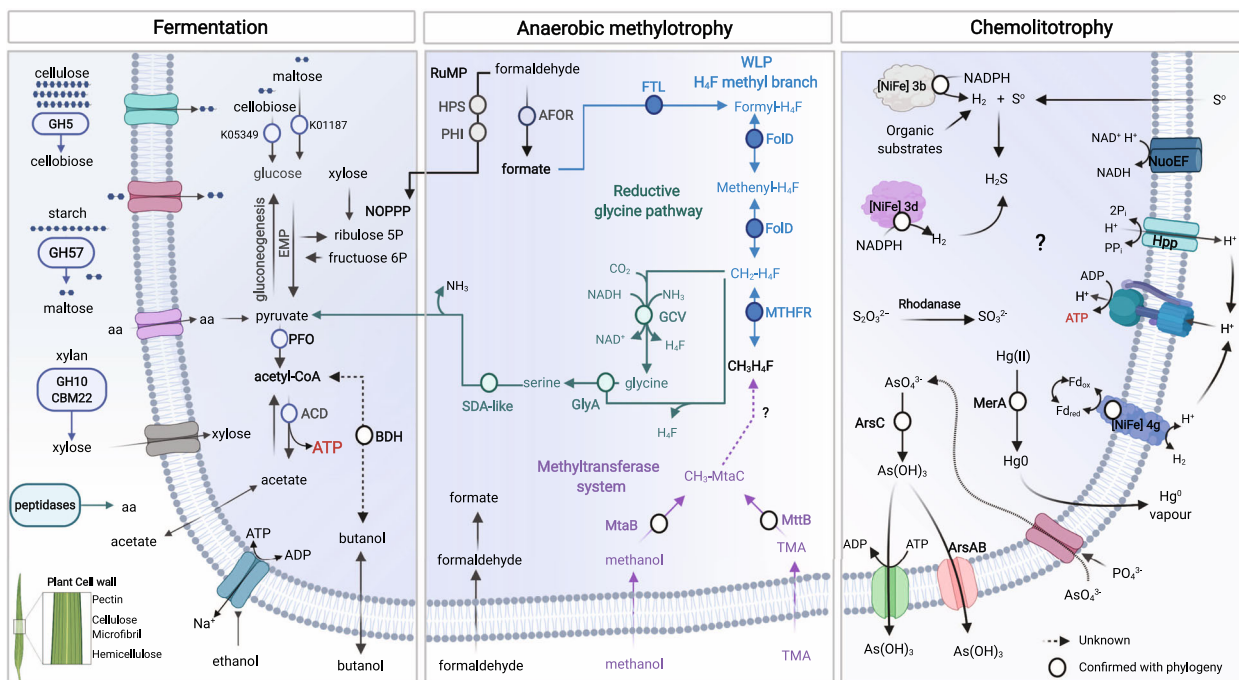 Fermentation
cellulose
GH5
cellobiose
starch
GH57
maltose
aa
aa
xylan
GH10
CBM22
xylose
xylose
peptidases
aa
acetate
Plant Cell wall
Pectin
Cellulose
Microfibril
Hemicellulose
maltose
cellobiose
K05349
K01187
glucose
xylose
NOPPP
gluconeogenesis
EMP
ribulose 5P
fructuose 6P
pyruvate
PFO
acetyl-CoA
ACD
ATP
BDH
acetate
butanol
ATP
ADP
Na⁺
ethanol
butanol
Anaerobic methylotrophy
RuMP
formaldehyde
HPS
PHI
AFOR
formate
WLP
H₄F methyl branch
FTL
Formyl-H₄F
FolD
Methenyl-H₄F
FolD
CH₂-H₄F
MTHFR
CH₃H₄F
?
Reductive
glycine pathway
CO₂
NADH
NH₃
GCV
NAD⁺
H₄F
NH₃
glycine
serine
SDA-like
GlyA
H₄F
Methyltransferase
system
CH₃-MtaC
MtaB
MttB
methanol
TMA
formate
formaldehyde
formaldehyde
methanol
TMA
Chemolitotrophy
[NiFe] 3b
NADPH
H₂ + S⁰
S⁰
Organic
substrates
H₂S
[NiFe] 3d
NADPH
H₂
?
NAD⁺ H⁺
NuoEF
NADH
2Pᵢ
H⁺
PPᵢ
Hpp
H⁺
ADP
H⁺
ATP
H⁺
Rhodanase
S₂O₃²⁻
SO₃²⁻
Hg(II)
MerA
Hg0
Hg⁰
vapour
AsO₄³⁻
ArsC
As(OH)₃
Fdₒₓ
Fd_red
[NiFe] 4g
H⁺
H₂
ADP
ATP
ArsAB
PO₄³⁻
AsO₄³⁻
As(OH)₃
As(OH)₃
Unknown
Confirmed with phylogeny